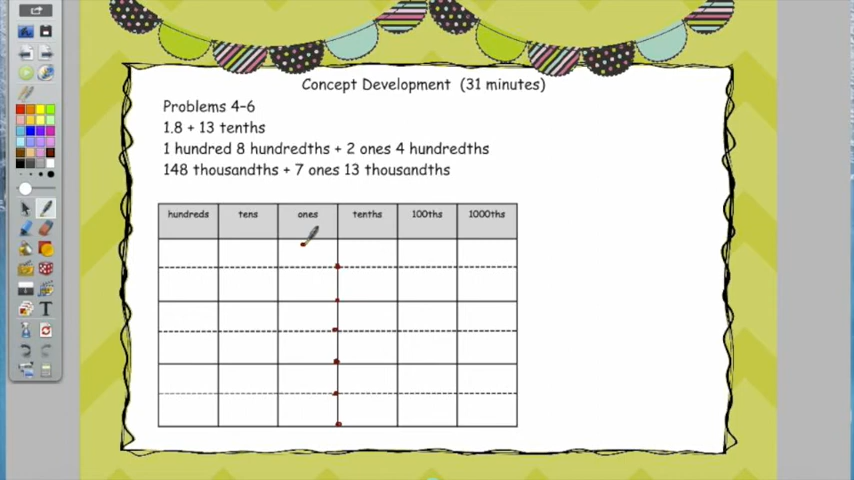 Concept Development (31 minutes)
Problems 4-6
1.8 + 13 tenths
1 hundred 8 hundredths + 2 ones 4 hundredths
148 thousandths + 7 ones 13 thousandths
hundreds tens ones tenths 100ths 1000ths